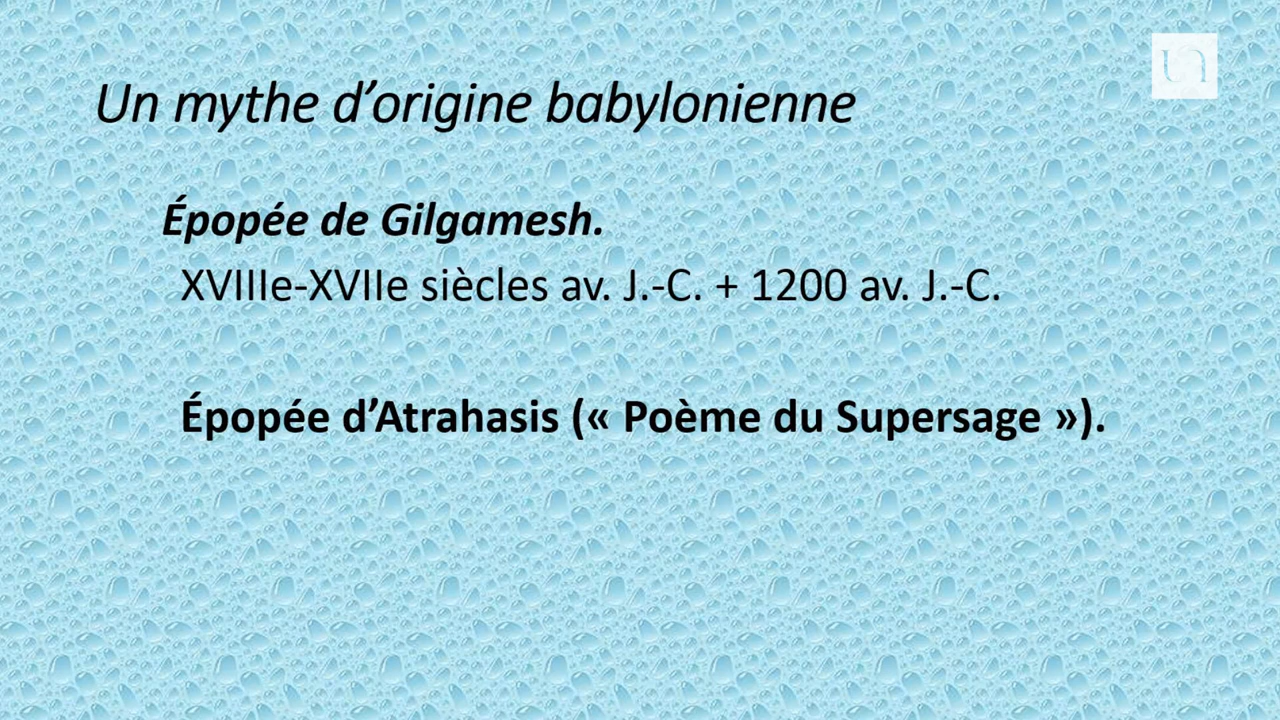 Un mythe d’origine babylonienne
Épopée de Gilgamesh.
XVIIIe-XVIIe siècles av. J.-C. + 1200 av. J.-C.
Épopée d’Atrahasis (« Poème du Supersage »).